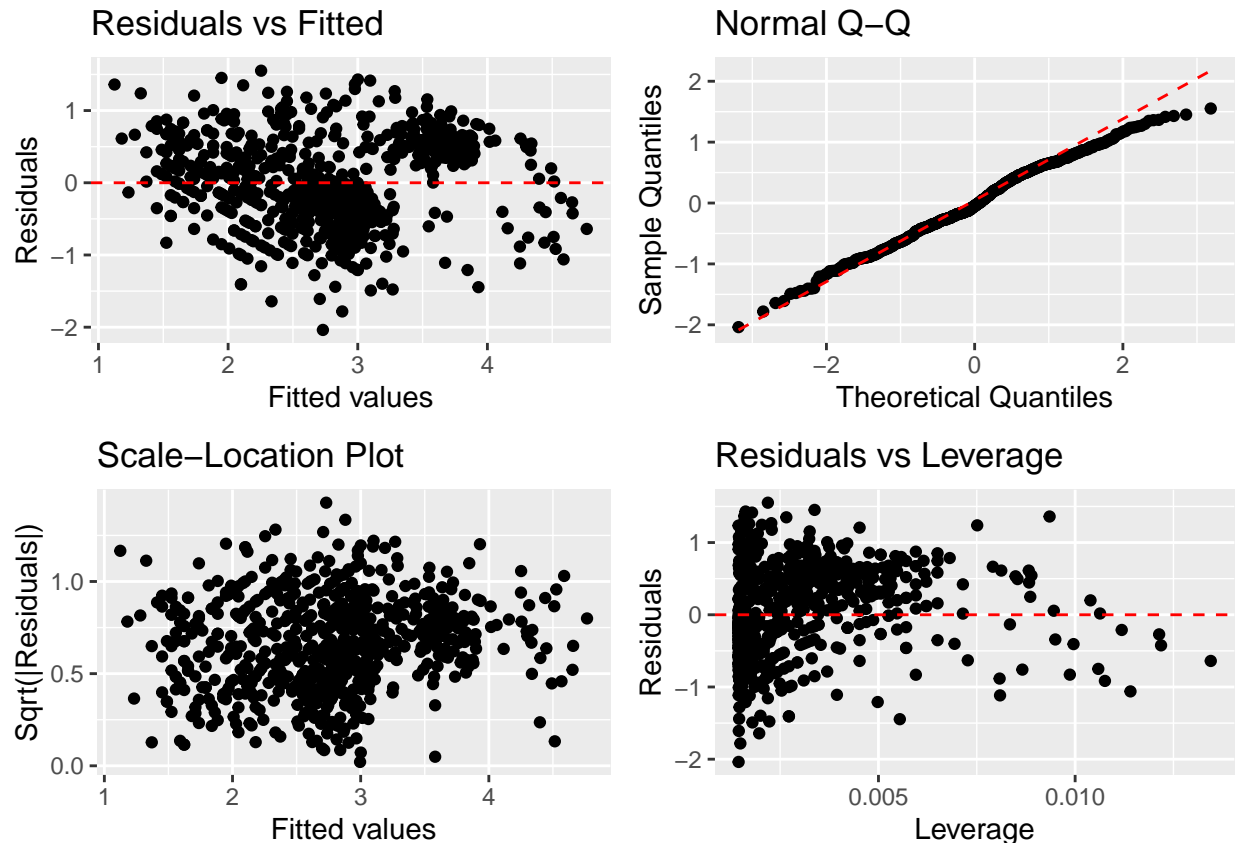 Residuals vs Fitted
1
0
−1
−2
Residuals
1
2
3
4
Fitted values
Normal Q−Q
2
1
0
−1
−2
Sample Quantiles
−2
0
2
Theoretical Quantiles
Scale−Location Plot
1.0
0.5
0.0
Sqrt(|Residuals|)
1
2
3
4
Fitted values
Residuals vs Leverage
1
0
−1
−2
Residuals
0.005
0.010
Leverage